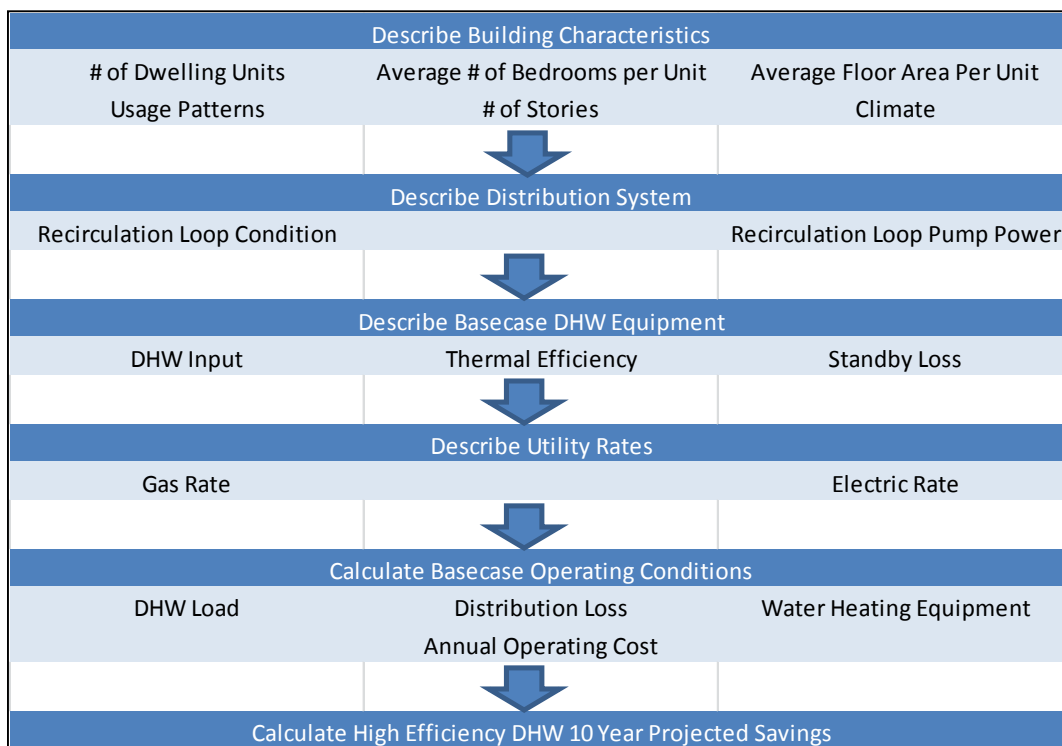 Describe Building Characteristics
# of Dwelling Units Average # of Bedrooms per Unit Average Floor Area Per Unit
Usage Patterns # of Stories Climate
Describe Distribution System
Recirculation Loop Condition Recirculation Loop Pump Power
Describe Basecase DHW Equipment
DHW Input Thermal Efficiency Standby Loss
Describe Utility Rates
Gas Rate Electric Rate
Calculate Basecase Operating Conditions
DHW Load Distribution Loss Water Heating Equipment
Annual Operating Cost
Calculate High Efficiency DHW 10 Year Projected Savings